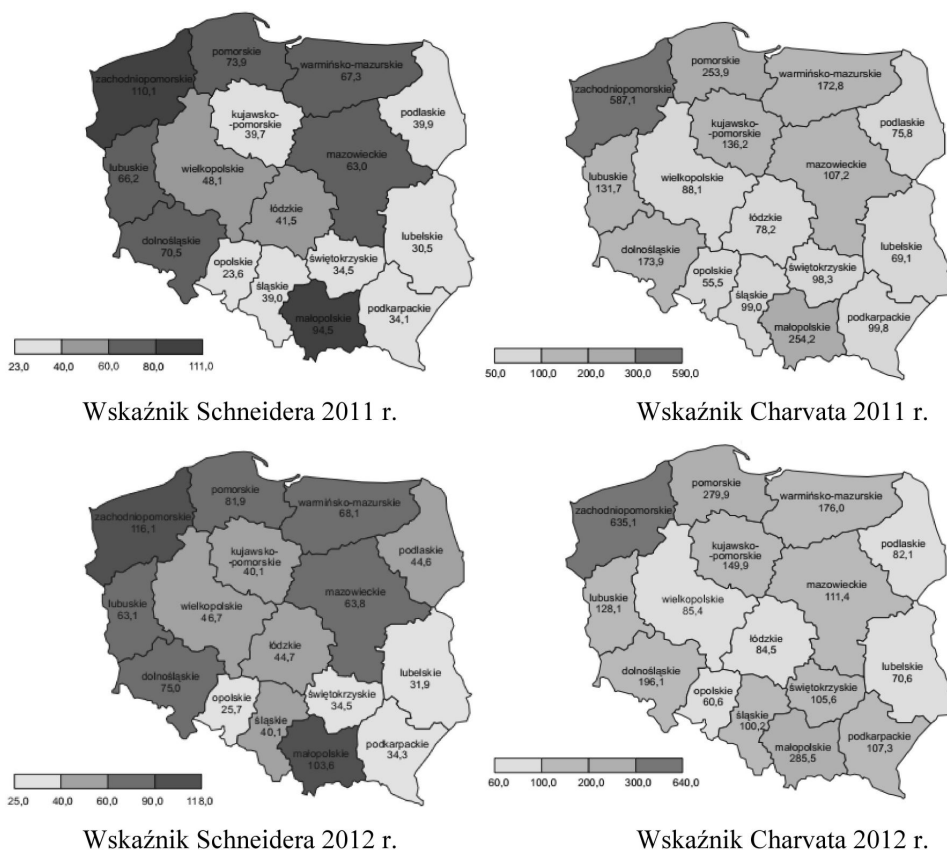 pomorskie
73,9
warmińsko-mazurskie
67,3
zachodniopomorskie
110,1
podlaskie
39,9
kujawsko-
-pomorskie
39,7
mazowieckie
63,0
lubuskie
66,2
wielkopolskie
48,1
łódzkie
41,5
lubelskie
30,5
dolnośląskie
70,5
opolskie
23,6
śląskie
39,0
świętokrzyskie
34,5
małopolskie
94,5
podkarpackie
34,1
23,0 40,0 60,0 80,0 111,0
Wskaźnik Schneidera 2011 r.
pomorskie
253,9
warmińsko-mazurskie
172,8
zachodniopomorskie
587,1
podlaskie
75,8
kujawsko-
-pomorskie
136,2
mazowieckie
107,2
lubuskie
131,7
wielkopolskie
88,1
łódzkie
78,2
lubelskie
69,1
dolnośląskie
173,9
opolskie
55,5
śląskie
99,0
świętokrzyskie
98,3
małopolskie
254,2
podkarpackie
99,8
50,0 100,0 200,0 300,0 590,0
Wskaźnik Charvata 2011 r.
pomorskie
81,9
warmińsko-mazurskie
68,1
zachodniopomorskie
116,1
podlaskie
44,6
kujawsko-
-pomorskie
40,1
mazowieckie
63,8
lubuskie
63,1
wielkopolskie
46,7
łódzkie
44,7
lubelskie
31,9
dolnośląskie
75,0
opolskie
25,7
śląskie
40,1
świętokrzyskie
34,5
małopolskie
103,6
podkarpackie
34,3
25,0 40,0 60,0 90,0 118,0
Wskaźnik Schneidera 2012 r.
pomorskie
279,9
warmińsko-mazurskie
176,0
zachodniopomorskie
635,1
podlaskie
82,1
kujawsko-
-pomorskie
149,9
mazowieckie
111,4
lubuskie
128,1
wielkopolskie
85,4
łódzkie
84,5
lubelskie
70,6
dolnośląskie
196,1
opolskie
60,6
śląskie
100,2
świętokrzyskie
105,6
małopolskie
285,5
podkarpackie
107,3
60,0 100,0 200,0 300,0 640,0
Wskaźnik Charvata 2012 r.